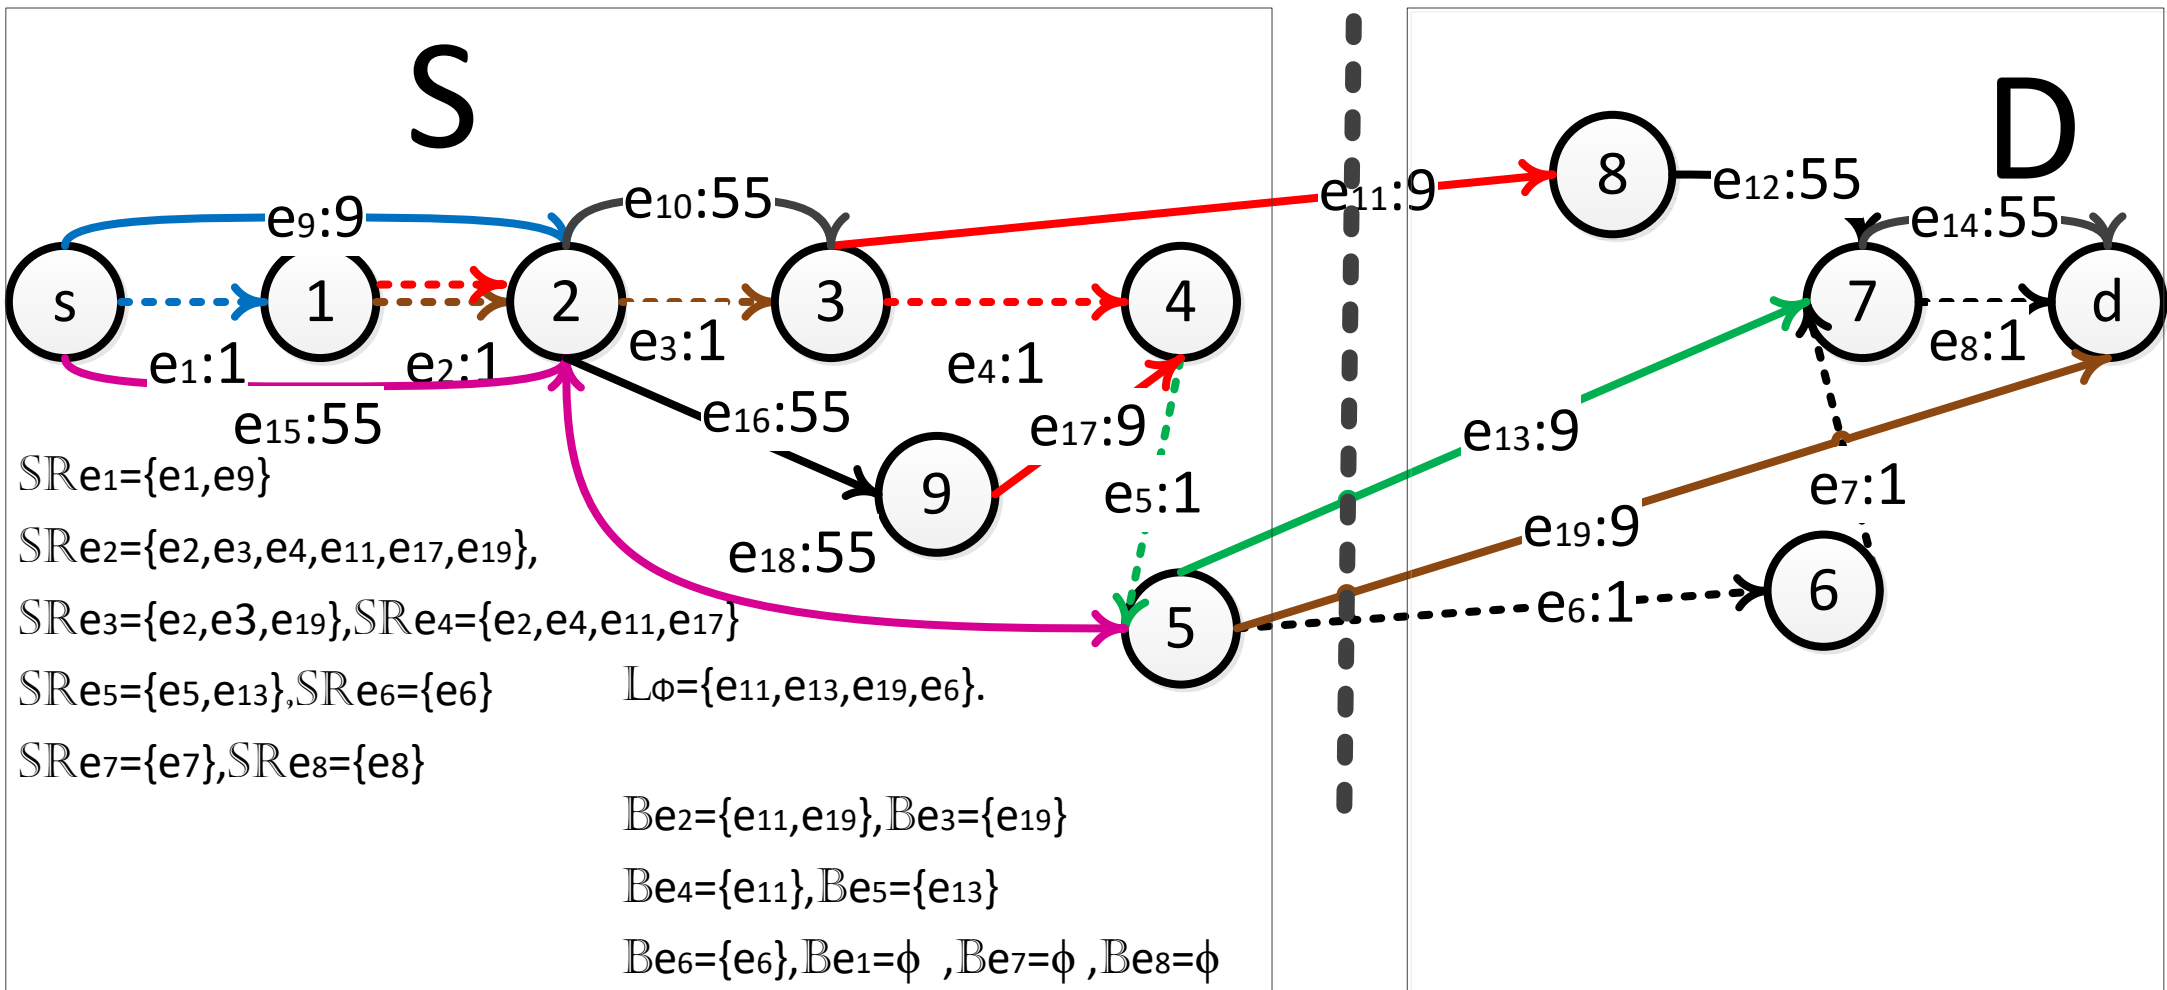 S
D
e9:9
e10:55
e11:9
8
e12:55
e14:55
s
1
2
3
4
7
d
e1:1
e2:1
e3:1
e4:1
e8:1
e15:55
e16:55
e17:9
e13:9
𝕊ℝe1={e1,e9}
9
e5:1
e7:1
𝕊ℝe2={e2,e3,e4,e11,e17,e19},
e18:55
e19:9
𝕊ℝe3={e2,e3,e19},𝕊ℝe4={e2,e4,e11,e17}
5
e6:1
6
𝕊ℝe5={e5,e13},𝕊ℝe6={e6}
𝕃Φ={e11,e13,e19,e6}.
𝕊ℝe7={e7},𝕊ℝe8={e8}
𝔹e2={e11,e19},𝔹e3={e19}
𝔹e4={e11},𝔹e5={e13}
𝔹e6={e6},𝔹e1=ϕ ,𝔹e7=ϕ ,𝔹e8=ϕ